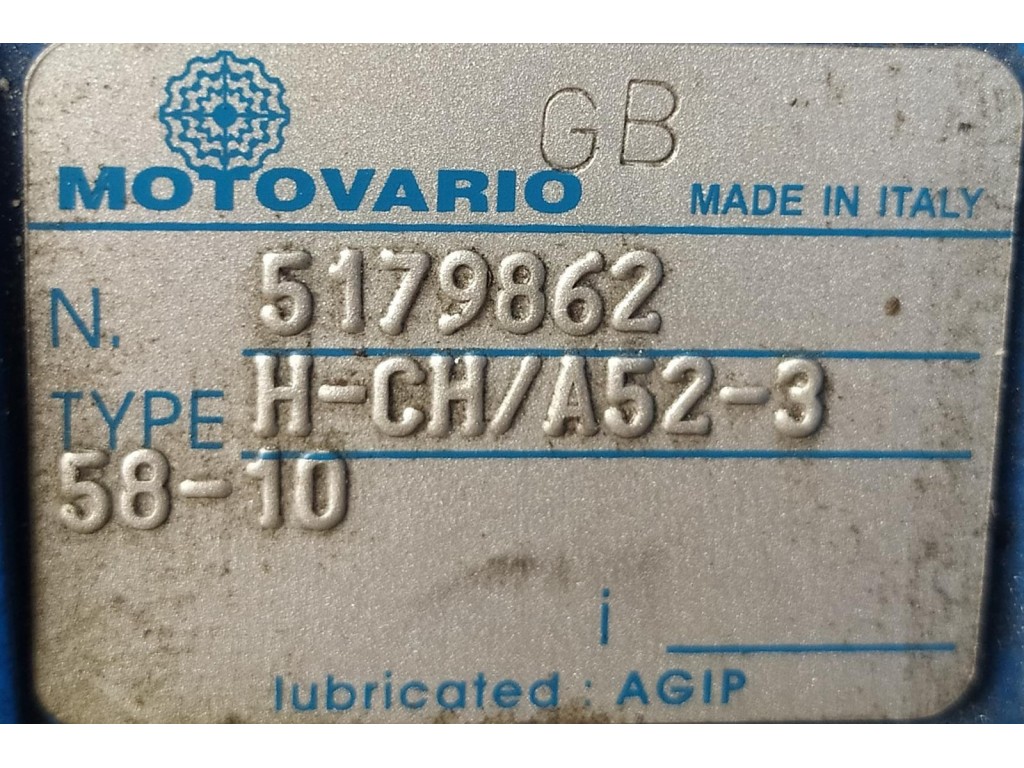 GB
MOTOVARIO MADE IN ITALY
N. 5179862
TYPE H-CH/A52-3
58-10
i
lubricated : AGIP